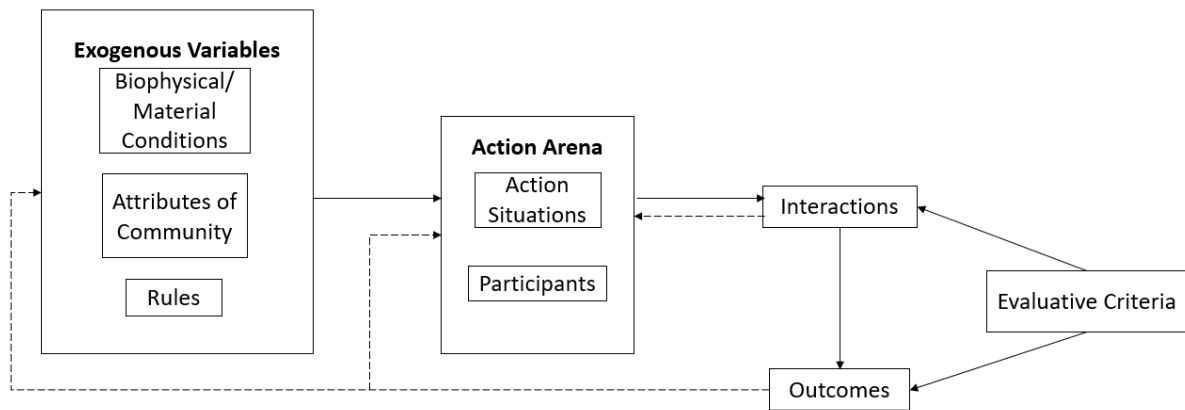 Exogenous Variables
Biophysical/
Material
Conditions
Attributes of
Community
Rules
Action Arena
Action
Situations
Participants
Interactions
Evaluative Criteria
Outcomes